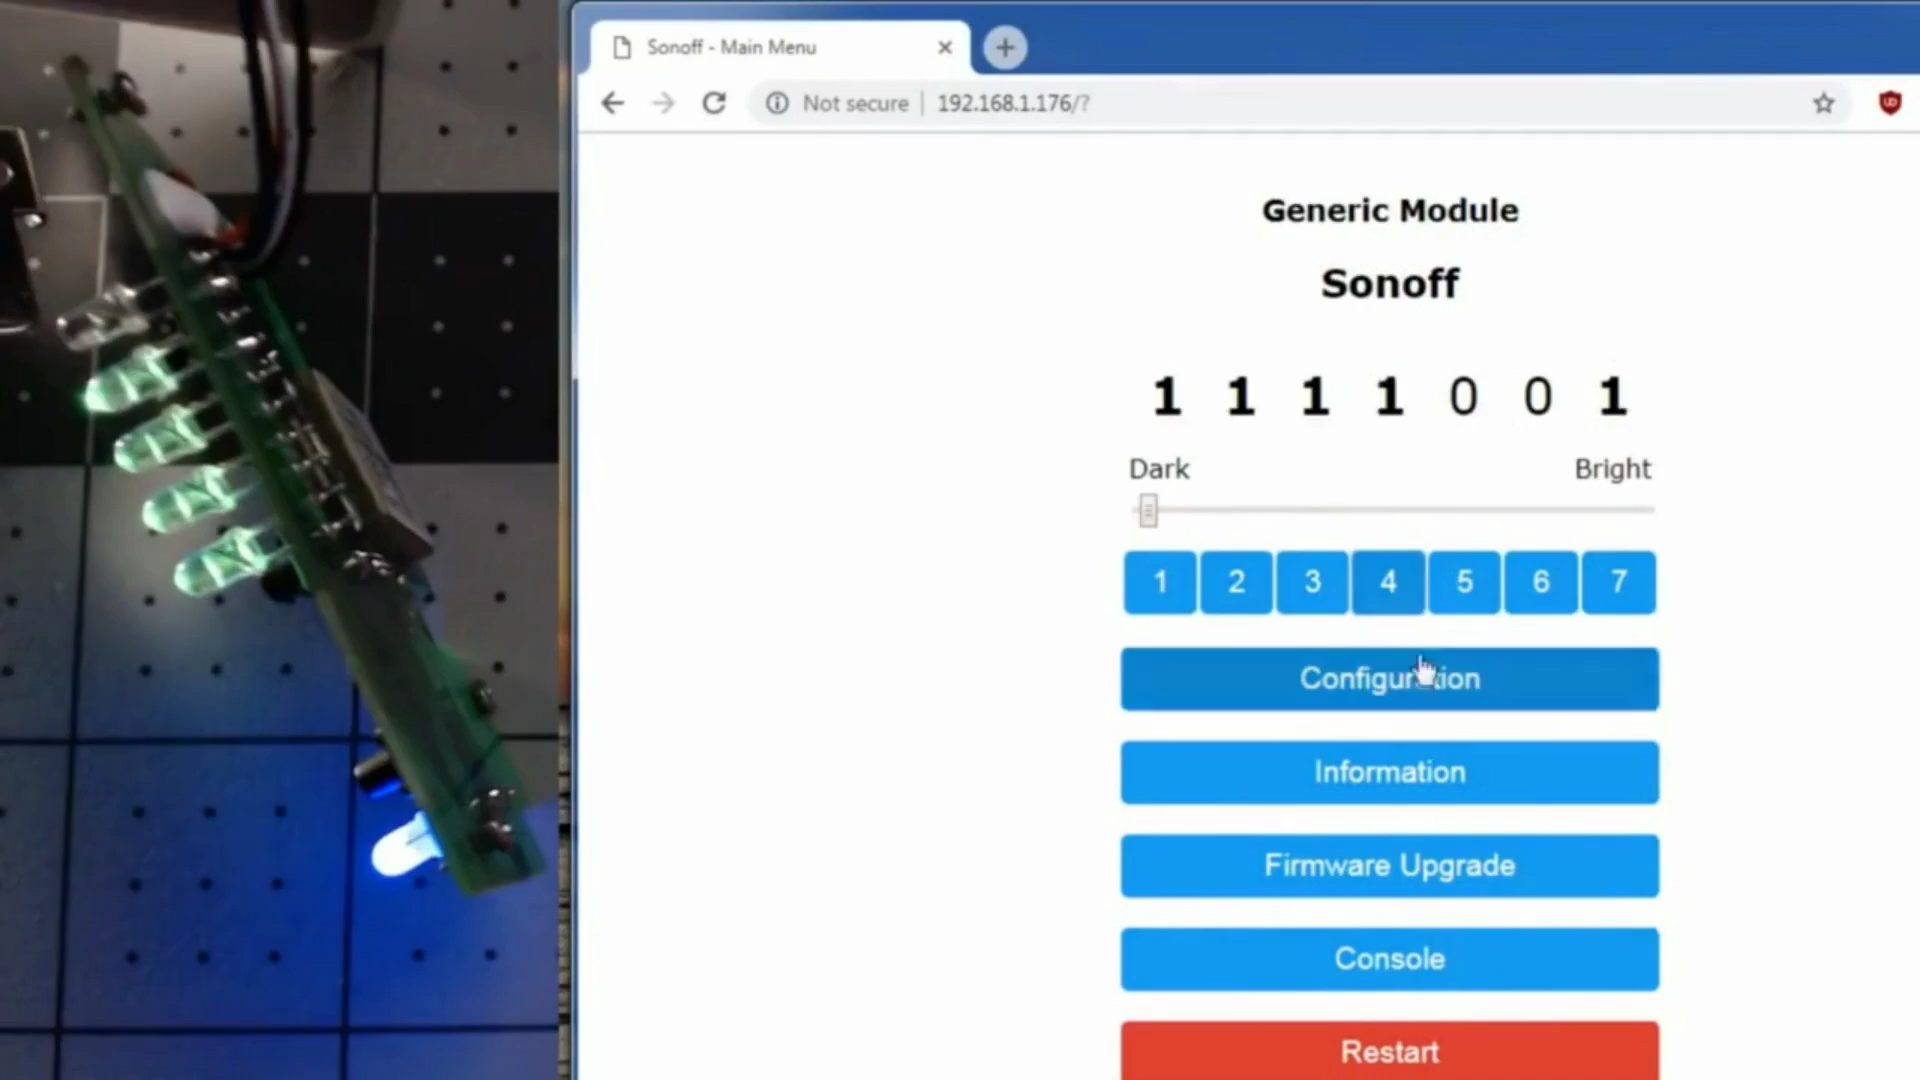 Sonoff - Main Menu
Not secure 192.168.1.176/?
Generic Module
Sonoff
1 1 1 1 0 0 1
Dark Bright
1 2 3 4 5 6 7
Configuration
Information
Firmware Upgrade
Console
Restart